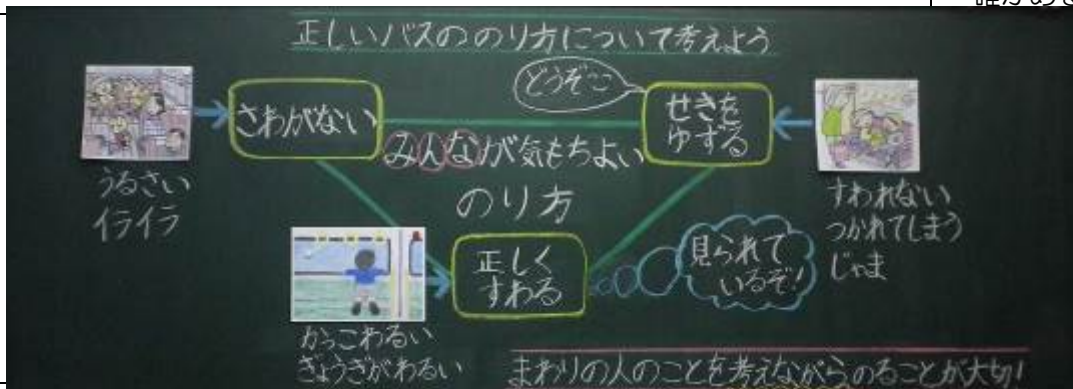 正しいバスののり方について考えよう
どうぞここ
さわがない
せきを
ゆずる
みんなが気もちよい
のり方
うるさい
イライラ
すわれない
つかれてしまう
じゃま
正しく
すわる
見られて
いるぞ!
かっこわるい
ぎょうぎがわるい
まわりの人のことを考えながらのることが大切!